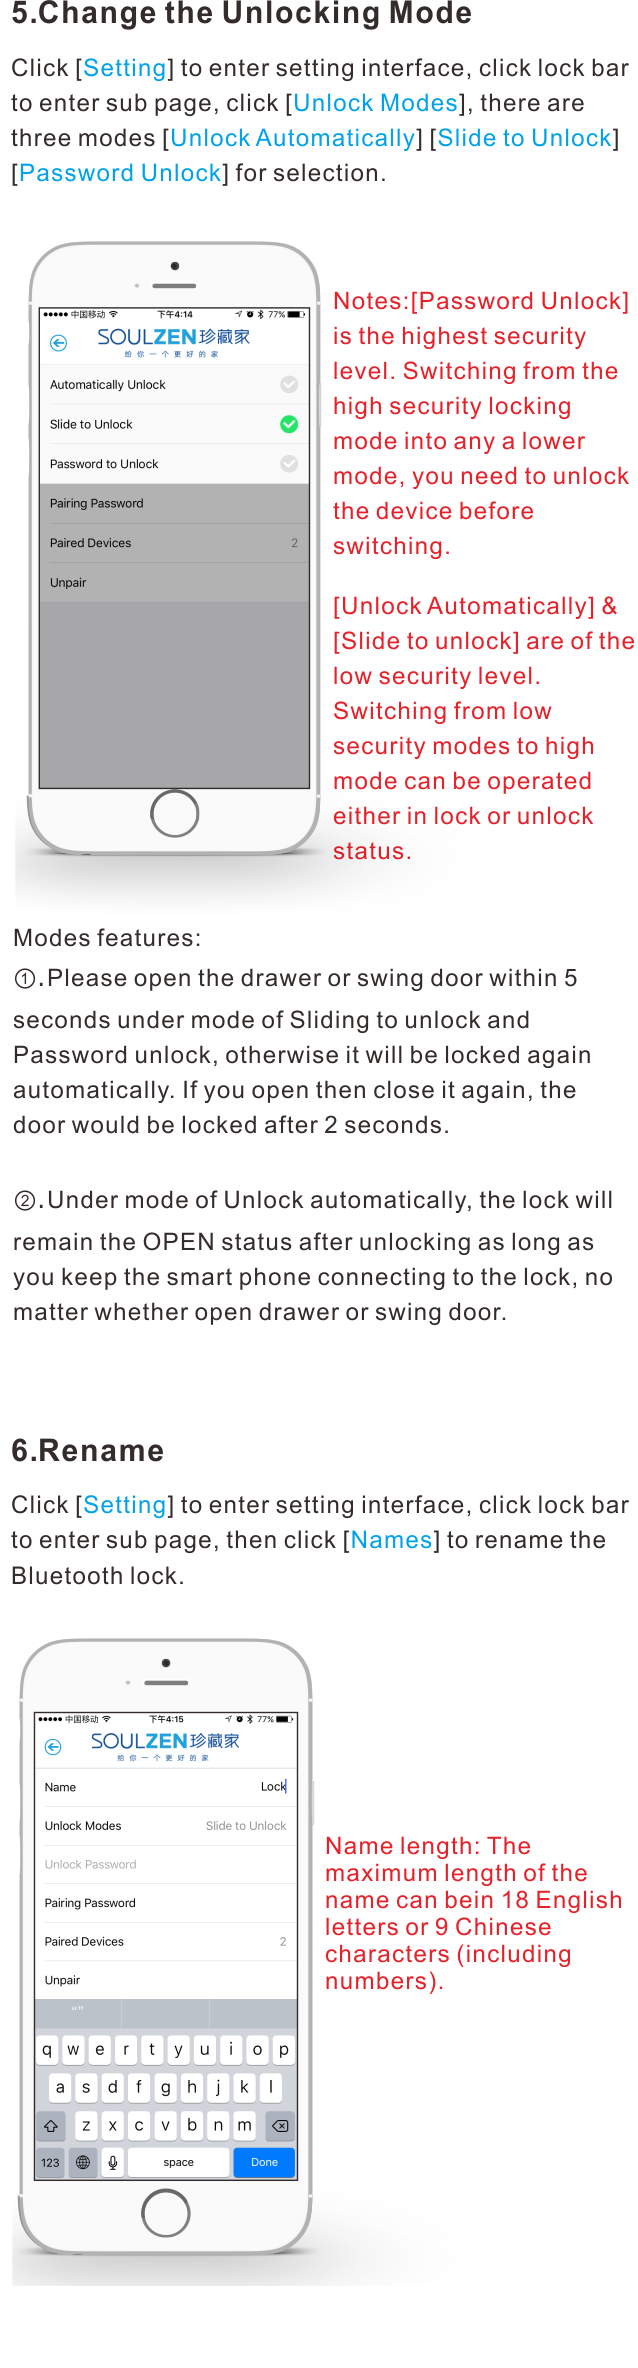 5.Change the Unlocking Mode
Click [Setting] to enter setting interface, click lock bar
to enter sub page, click [Unlock Modes], there are
three modes [Unlock Automatically] [Slide to Unlock]
[Password Unlock] for selection.
中国移动 下午4:14 77%
SOULZEN珍藏家
给你一个更好的家
Automatically Unlock
Slide to Unlock
Password to Unlock
Pairing Password
Paired Devices 2
Unpair
Notes:[Password Unlock]
is the highest security
level. Switching from the
high security locking
mode into any a lower
mode, you need to unlock
the device before
switching.
[Unlock Automatically] &
[Slide to unlock] are of the
low security level.
Switching from low
security modes to high
mode can be operated
either in lock or unlock
status.
Modes features:
①.Please open the drawer or swing door within 5
seconds under mode of Sliding to unlock and
Password unlock, otherwise it will be locked again
automatically. If you open then close it again, the
door would be locked after 2 seconds.
②.Under mode of Unlock automatically, the lock will
remain the OPEN status after unlocking as long as
you keep the smart phone connecting to the lock, no
matter whether open drawer or swing door.
6.Rename
Click [Setting] to enter setting interface, click lock bar
to enter sub page, then click [Names] to rename the
Bluetooth lock.
中国移动 下午4:15 77%
SOULZEN珍藏家
给你一个更好的家
Name Lock
Unlock Modes Slide to Unlock
Unlock Password
Pairing Password
Paired Devices 2
Unpair
“”
q w e r t y u i o p
a s d f g h j k l
z x c v b n m
123 space Done
Name length: The
maximum length of the
name can bein 18 English
letters or 9 Chinese
characters (including
numbers).